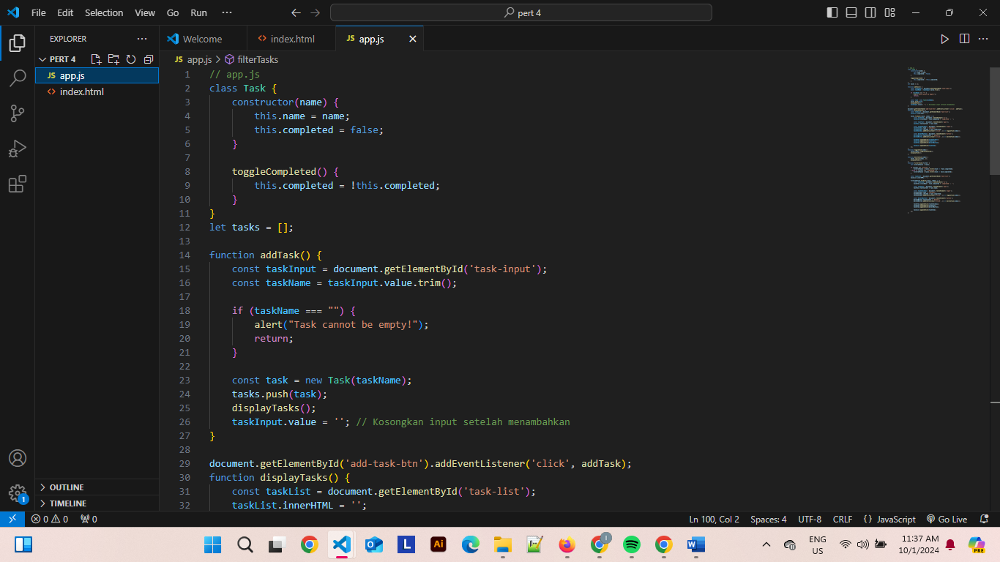 File Edit Selection View Go Run ··· pert 4
EXPLORER ···
PERT 4
JS app.js
index.html
OUTLINE
TIMELINE
Welcome index.html JS app.js
JS app.js > filterTasks
1 // app.js
2 class Task {
3 constructor(name) {
4 this.name = name;
5 this.completed = false;
6 }
7
8 toggleCompleted() {
9 this.completed = !this.completed;
10 }
11 }
12 let tasks = [];
13
14 function addTask() {
15 const taskInput = document.getElementById('task-input');
16 const taskName = taskInput.value.trim();
17
18 if (taskName === "") {
19 alert("Task cannot be empty!");
20 return;
21 }
22
23 const task = new Task(taskName);
24 tasks.push(task);
25 displayTasks();
26 taskInput.value = ''; // Kosongkan input setelah menambahkan
27 }
28
29 document.getElementById('add-task-btn').addEventListener('click', addTask);
30 function displayTasks() {
31 const taskList = document.getElementById('task-list');
32 taskList.innerHTML = '';
1
0 0 0 Ln 100, Col 2 Spaces: 4 UTF-8 CRLF {} JavaScript Go Live
L Ai ENG
US
11:37 AM
10/1/2024
PRE